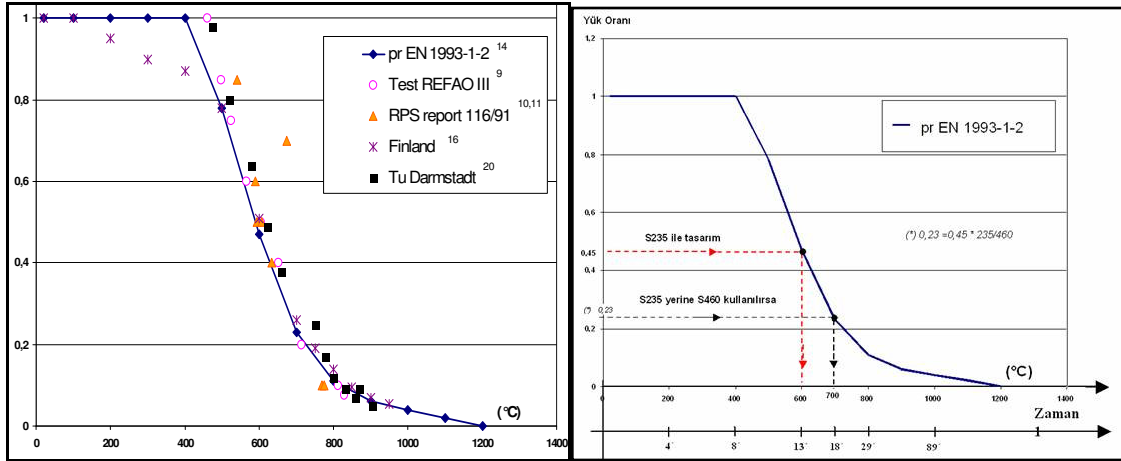 1
0,8
0,6
0,4
0,2
0
0 200 400 600 800 1000 1200 1400
(°C)
pr EN 1993-1-2 14
Test REFAO III 9
RPS report 116/91 10,11
Finland 16
Tu Darmstadt 20
Yük Oranı
1,2
1
0,8
0,6
0,45
0,4
(*) 0,23
0,2
0
pr EN 1993-1-2
(*) 0,23 =0,45 * 235/460
S235 ile tasarım
S235 yerine S460 kullanılırsa
(°C)
0 200 400 600 700 800 1000 1200 1400
Zaman
4` 8` 13` 18` 29` 89` 1